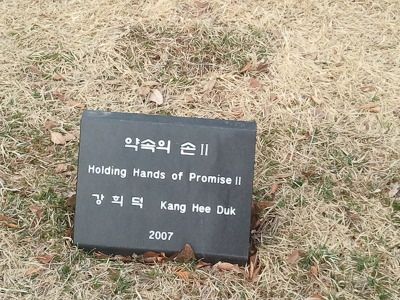 약속의 손 II
Holding Hands of Promise II
강희덕 Kang Hee Duk
2007